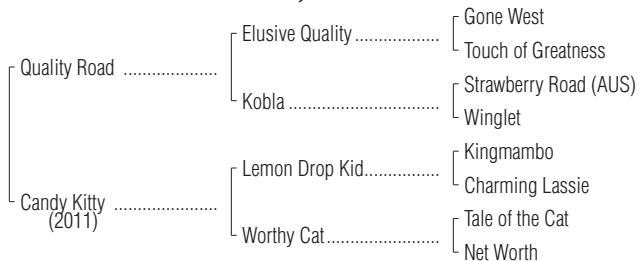 Gone West
Elusive Quality ..................
Touch of Greatness
Quality Road ....................
Strawberry Road (AUS)
Kobla ................................
Winglet
Kingmambo
Lemon Drop Kid................
Charming Lassie
Candy Kitty ......................
(2011)
Tale of the Cat
Worthy Cat........................
Net Worth